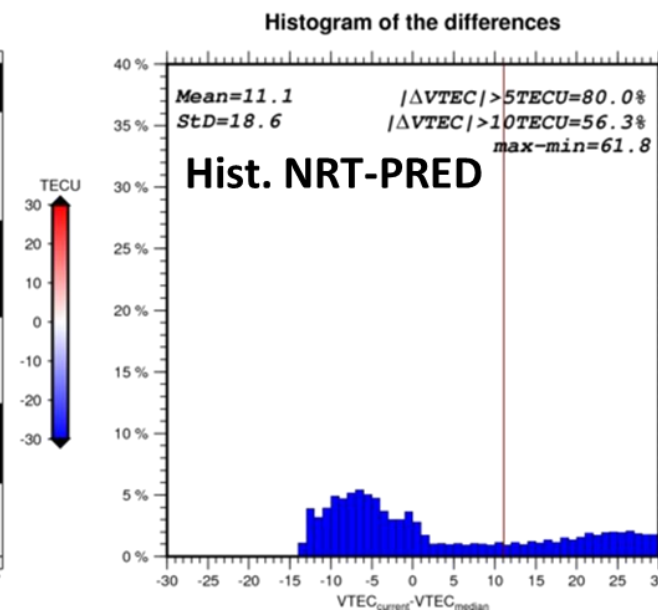 Histogram of the differences
40 %
35 %
30 %
25 %
20 %
15 %
10 %
5 %
0 %
Mean=11.1
StD=18.6
|ΔVTEC|>5TECU=80.0%
|ΔVTEC|>10TECU=56.3%
max-min=61.8
Hist. NRT-PRED
TECU
30
20
10
0
-10
-20
-30
-30 -25 -20 -15 -10 -5 0 5 10 15 20 25
VTECcurrent-VTECmedian